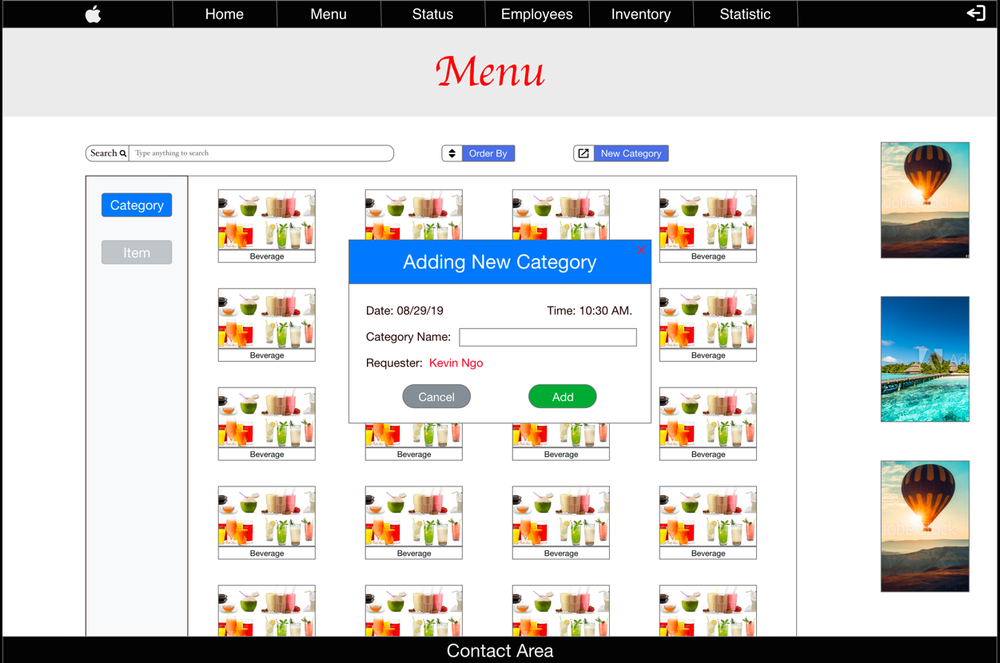 Home Menu Status Employees Inventory Statistic
Menu
Search Type anything to search Order By New Category
Category
Item
Beverage Beverage
Adding New Category
Date: 08/29/19 Time: 10:30 AM.
Category Name:
Requester: Kevin Ngo
Cancel Add
Beverage Beverage
Beverage Beverage Beverage Beverage
Beverage Beverage Beverage Beverage
Contact Area